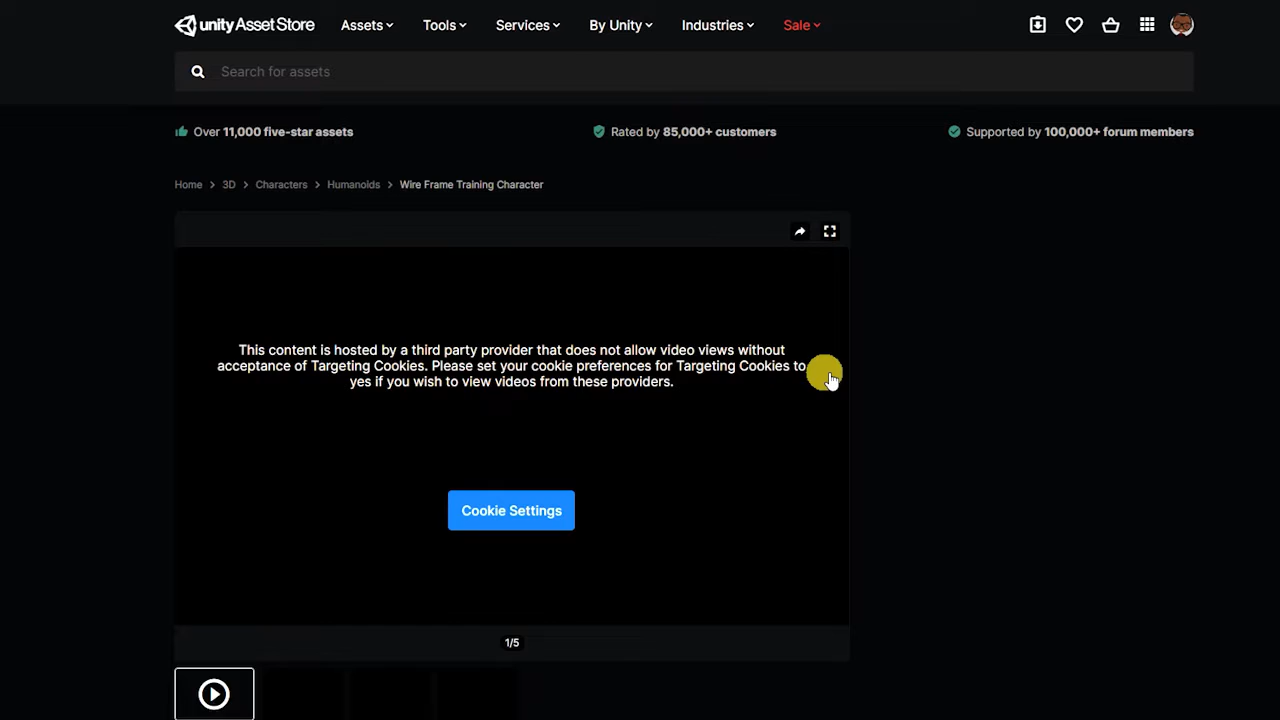 unity Asset Store
Assets
Tools
Services
By Unity
Industries
Sale
Search for assets
Over 11,000 five-star assets
Rated by 85,000+ customers
Supported by 100,000+ forum members
Home > 3D > Characters > Humanoids > Wire Frame Training Character
This content is hosted by a third party provider that does not allow video views without
acceptance of Targeting Cookies. Please set your cookie preferences for Targeting Cookies to
yes if you wish to view videos from these providers.
Cookie Settings
1/5